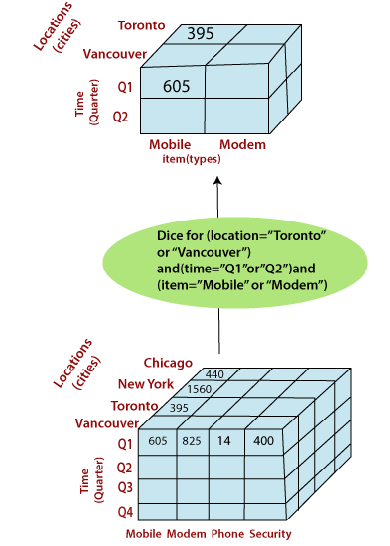 Locations
(cities)
Toronto
395
Vancouver
Time
(Quarter)
Q1
605
Q2
Mobile Modem
item(types)
Dice for (location="Toronto"
or "Vancouver")
and(time="Q1"or"Q2")and
(item="Mobile" or "Modem")
Locations
(cities)
Chicago
440
New York
1560
Toronto
395
Vancouver
Time
(Quarter)
Q1
605 825 14 400
Q2
Q3
Q4
Mobile Modem Phone Security